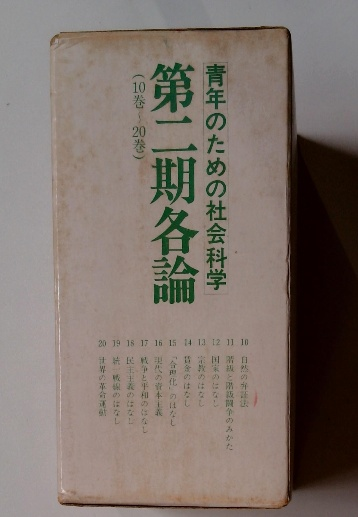 「青年のための社会科学」
第二期各論
(10巻〜20巻)
10 自然の弁証法
11 階級と階級闘争のみかた
12 国家のはなし
13 宗教のはなし
14 賃金のはなし
15 「合理化」のはなし
16 現代の資本主義
17 戦争と平和のはなし
18 民主主義のはなし
19 統一戦線のはなし
20 世界の革命運動